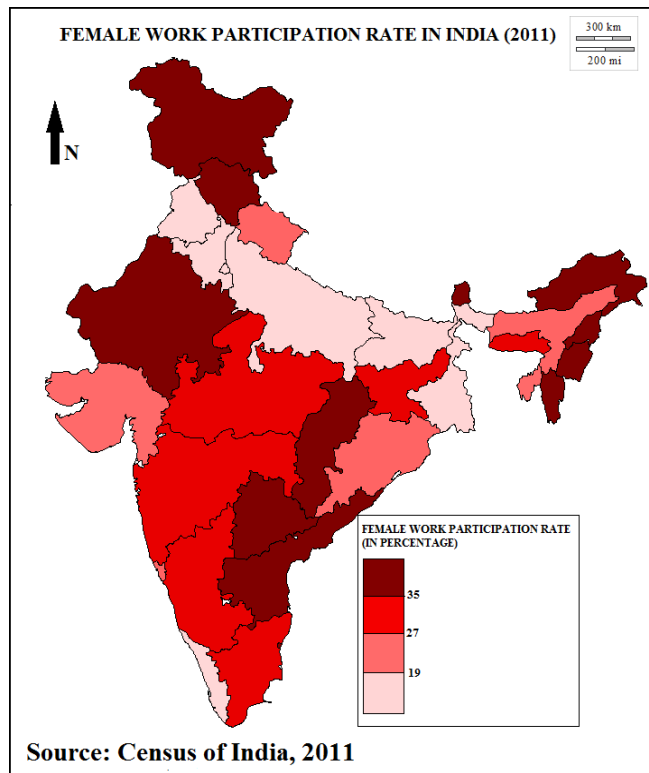 FEMALE WORK PARTICIPATION RATE IN INDIA (2011)
300 km
200 mi
N
FEMALE WORK PARTICIPATION RATE
(IN PERCENTAGE)
35
27
19
Source: Census of India, 2011